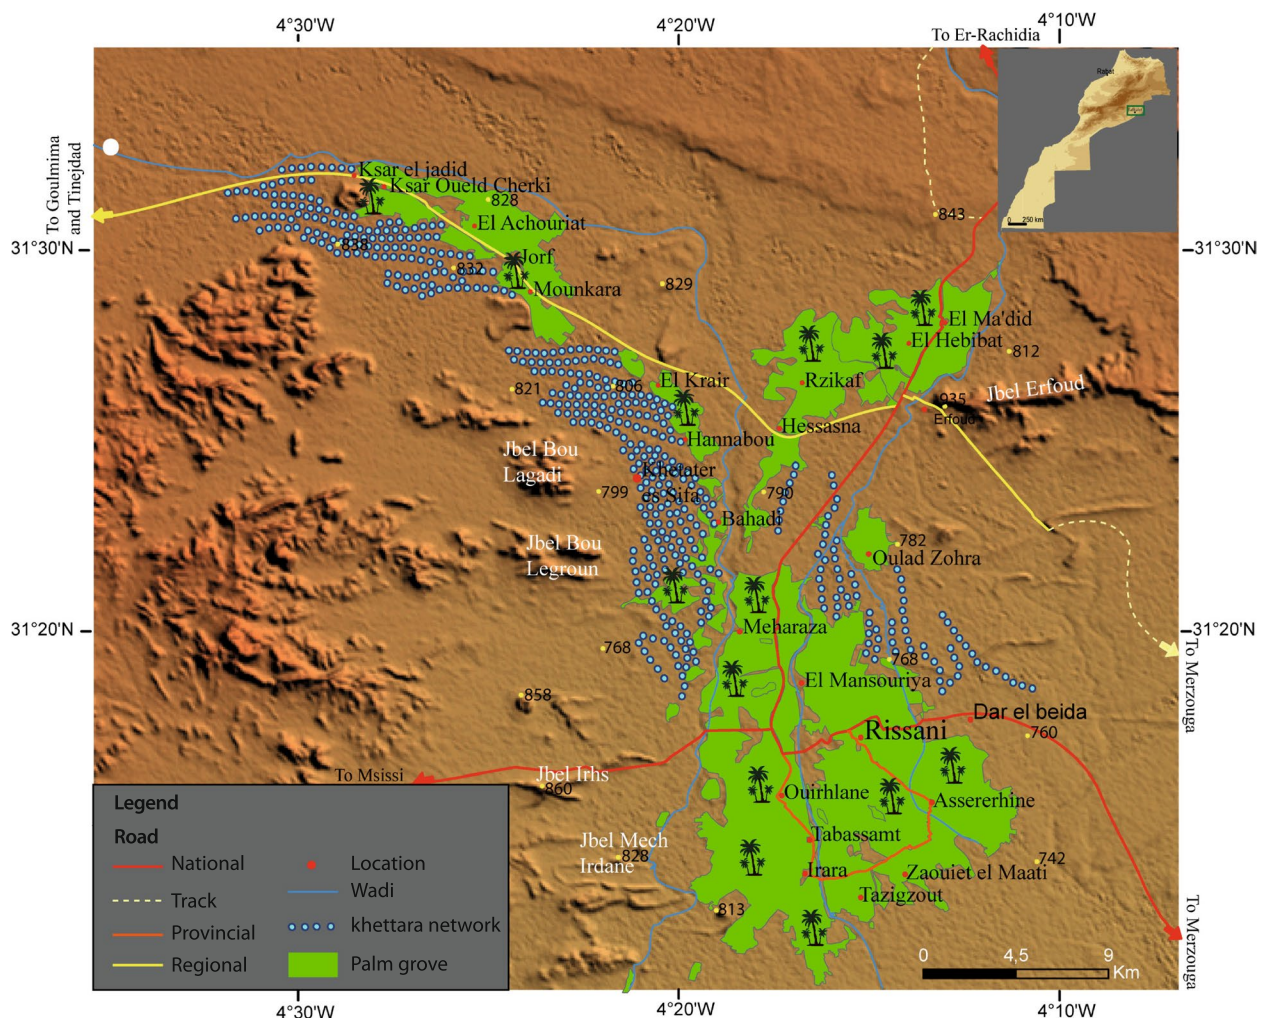 4°30'W
4°20'W
4°10'W
To Er-Rachidia
Rabat
0 250 km
To Goulmima
and Tinejdad
Ksar el jadid
Ksar Oueld Cherki
828
El Achouriat
843
31°30'N
31°30'N
838
Jorf
832
829
Mounkara
El Ma'did
El Hebibat
812
El Krair
806
821
Rzikaf
Jbel Erfoud
935
Erfoud
Hessasna
Hannabou
Jbel Bou
Lagadi
Khetater
es Sifa
799
790
Bahadi
782
Jbel Bou
Legroun
Oulad Zohra
31°20'N
Meharaza
31°20'N
768
768
To Merzouga
El Mansouriya
858
Dar el beida
Rissani
760
To Msissi
Jbel Irhs
860
Ouirhlane
Assererhine
Tabassamt
Jbel Mech
Irdane
828
742
Irara
Zaouiet el Maati
Tazigzout
813
To Merzouga
Legend
Road
National
Location
Wadi
Track
khettara network
Provincial
Regional
Palm grove
0 4,5 9
Km
4°30'W
4°20'W
4°10'W